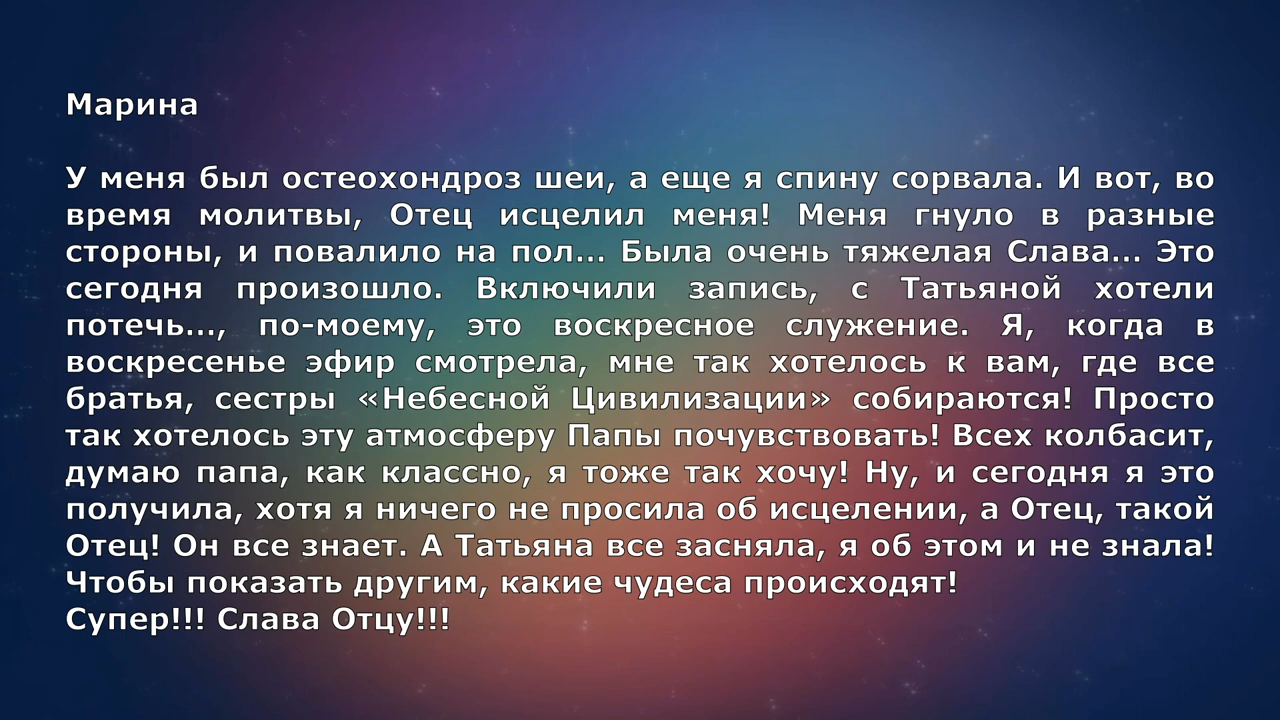 Марина
У меня был остеохондроз шеи, а еще я спину сорвала. И вот, во
время молитвы, Отец исцелил меня! Меня гнуло в разные
стороны, и повалило на пол... Была очень тяжелая Слава... Это
сегодня произошло. Включили запись, с Татьяной хотели
потечь..., по-моему, это воскресное служение. Я, когда в
воскресенье эфир смотрела, мне так хотелось к вам, где все
братья, сестры «Небесной Цивилизации» собираются! Просто
так хотелось эту атмосферу Папы почувствовать! Всех колбасит,
думаю папа, как классно, я тоже так хочу! Ну, и сегодня я это
получила, хотя я ничего не просила об исцелении, а Отец, такой
Отец! Он все знает. А Татьяна все засняла, я об этом и не знала!
Чтобы показать другим, какие чудеса происходят!
Супер!!! Слава Отцу!!!